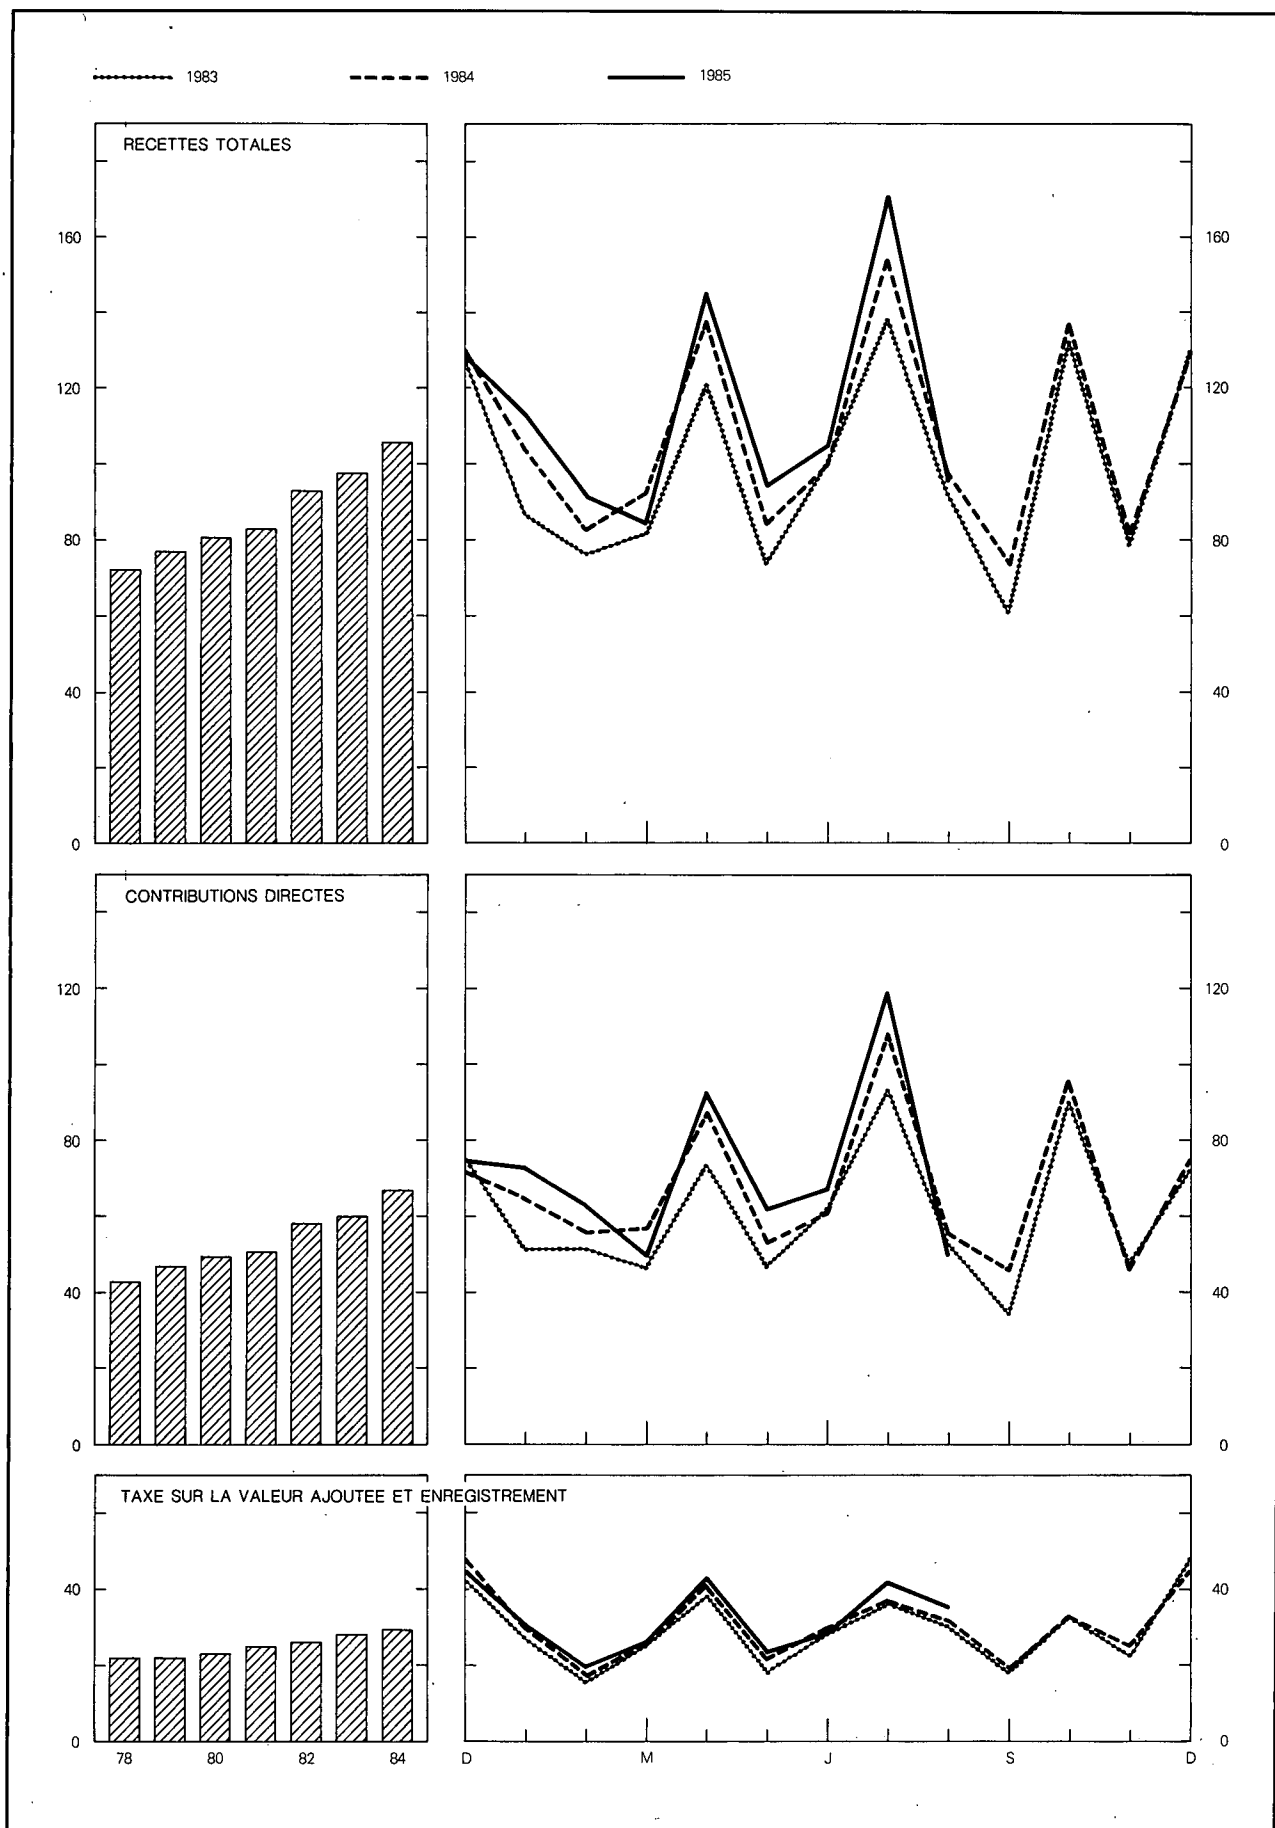 1983 1984 1985
RECETTES TOTALES
160 160
120 120
80 80
40 40
0 0
CONTRIBUTIONS DIRECTES
120 120
80 80
40 40
0 0
TAXE SUR LA VALEUR AJOUTEE ET ENREGISTREMENT
40 40
0 0
78 80 82 84 D M J S D